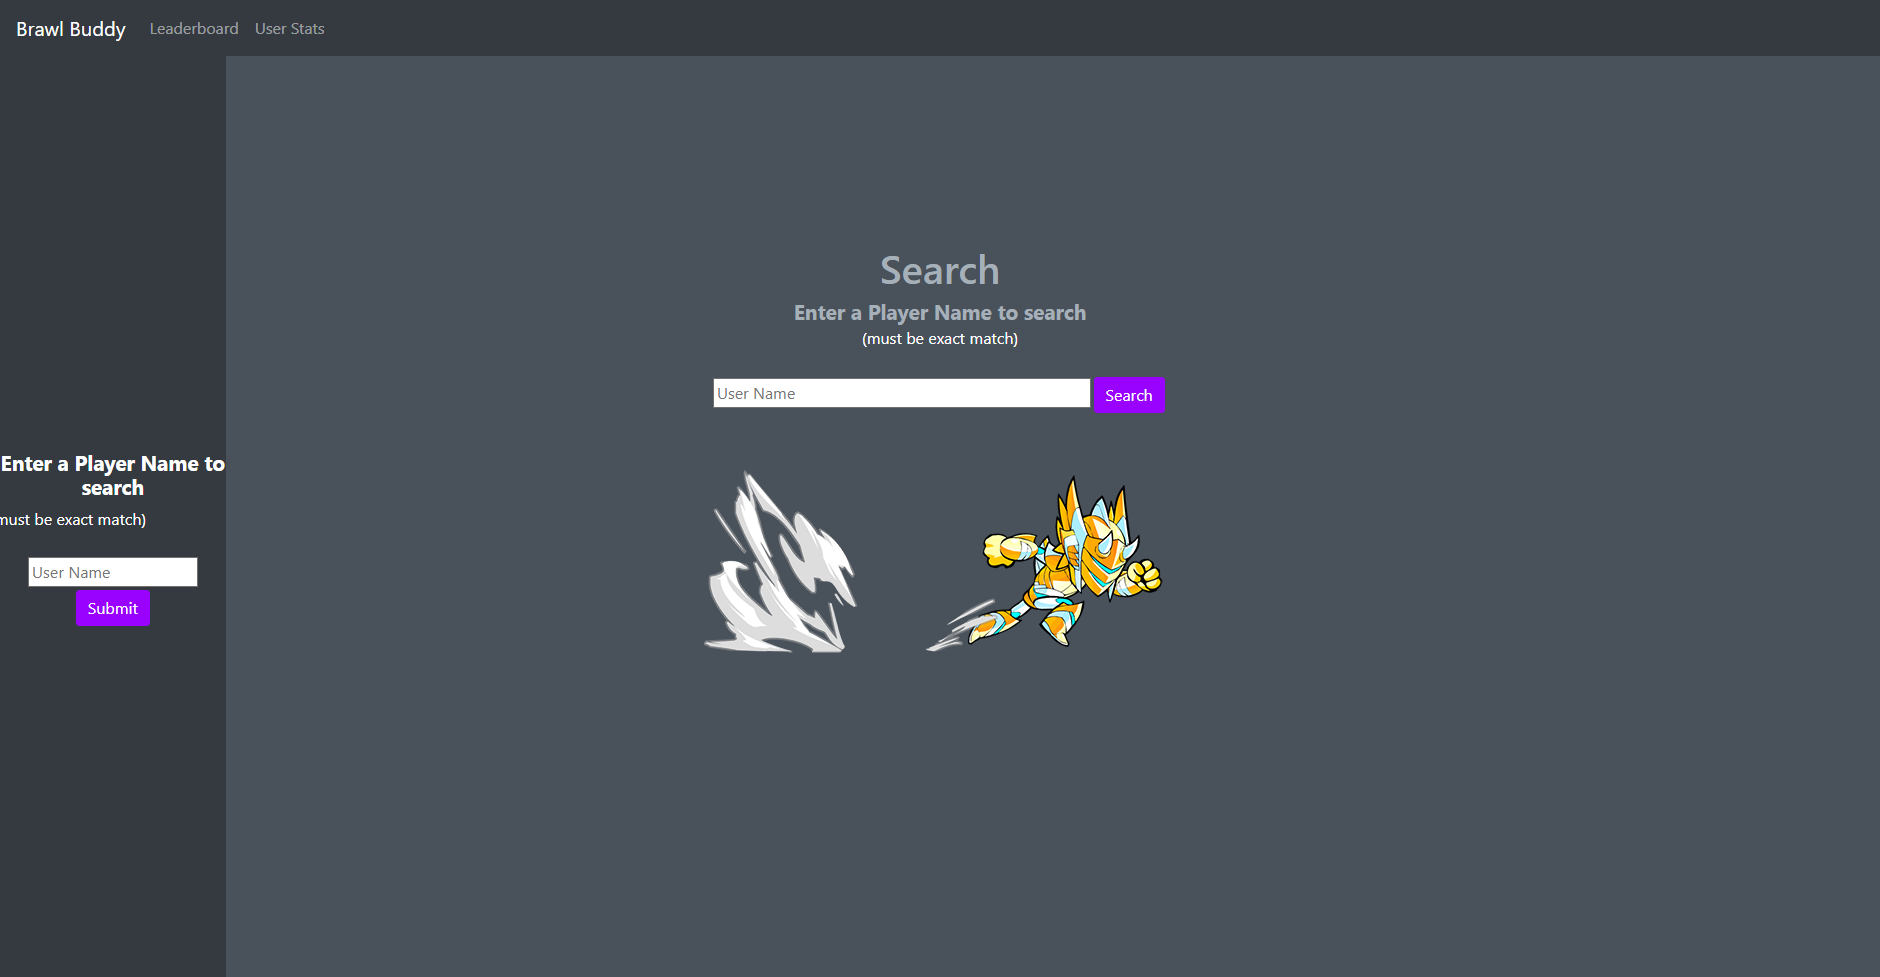 Brawl Buddy Leaderboard User Stats
Search
Enter a Player Name to search
(must be exact match)
User Name Search
Enter a Player Name to
search
must be exact match)
User Name
Submit